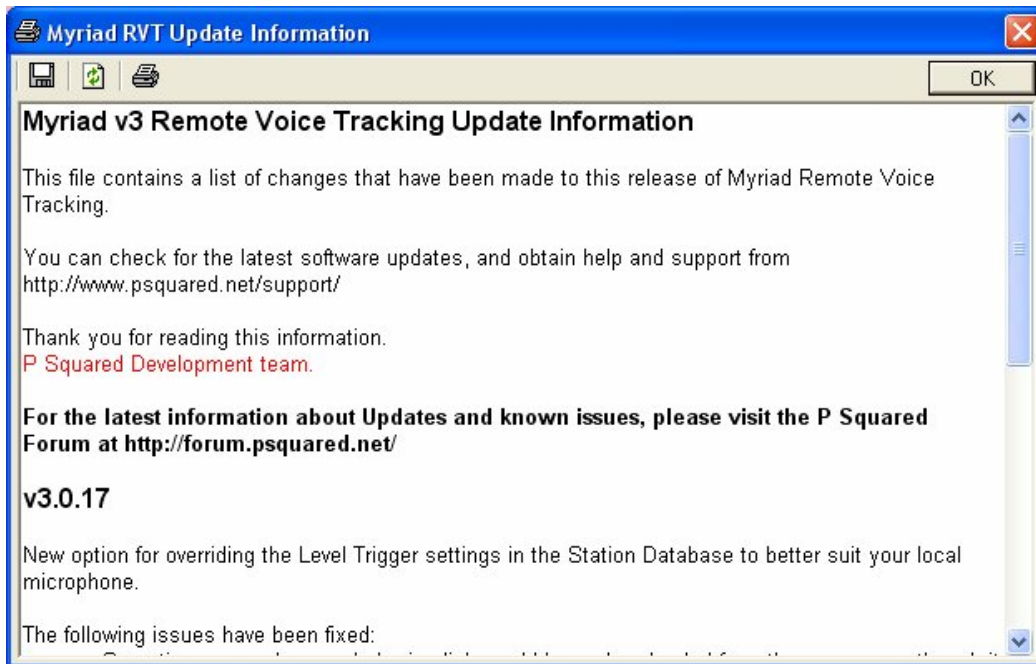 Myriad RVT Update Information
OK
Myriad v3 Remote Voice Tracking Update Information
This file contains a list of changes that have been made to this release of Myriad Remote Voice
Tracking.
You can check for the latest software updates, and obtain help and support from
http://www.psquared.net/support/
Thank you for reading this information.
P Squared Development team.
For the latest information about Updates and known issues, please visit the P Squared
Forum at http://forum.psquared.net/
v3.0.17
New option for overriding the Level Trigger settings in the Station Database to better suit your local
microphone.
The following issues have been fixed: